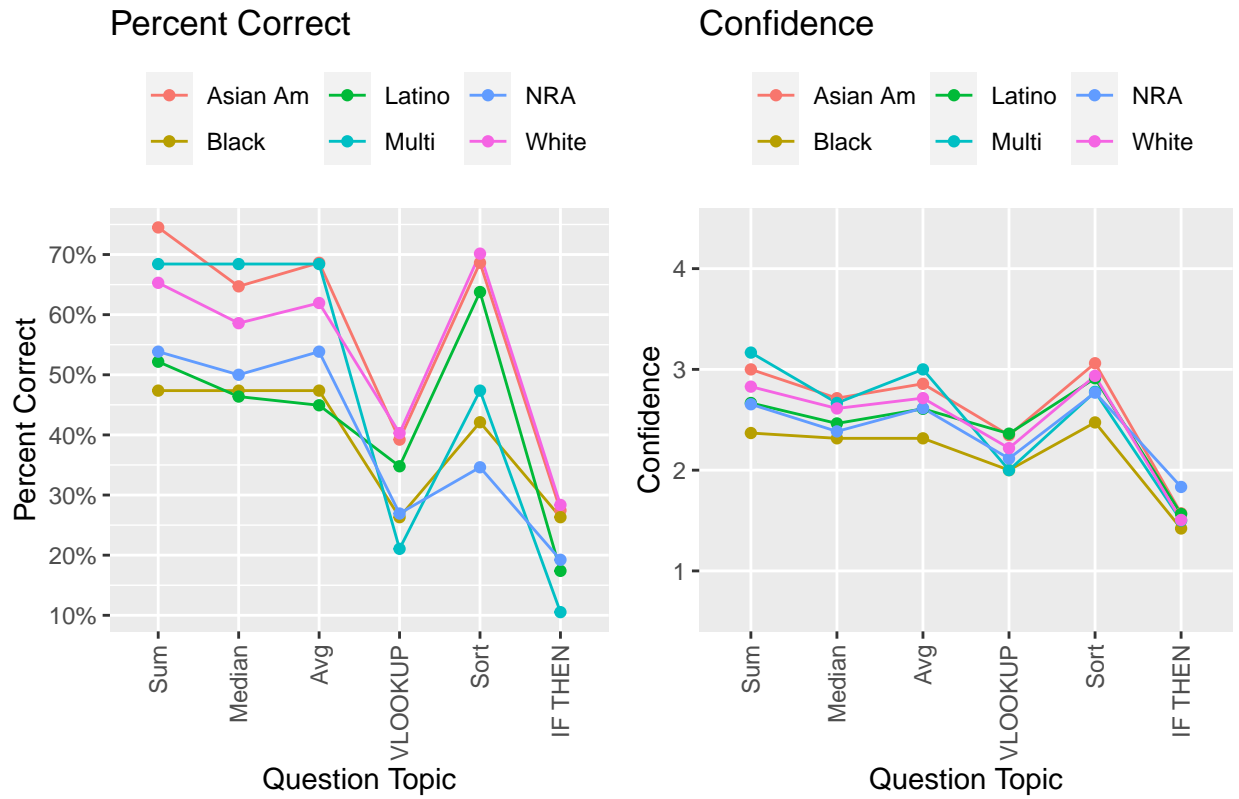 Percent Correct
Asian Am Latino NRA
Black Multi White
Percent Correct
70%
60%
50%
40%
30%
20%
10%
Sum
Median
Avg
VLOOKUP
Sort
IF THEN
Question Topic
Confidence
Asian Am Latino NRA
Black Multi White
Confidence
4
3
2
1
Sum
Median
Avg
VLOOKUP
Sort
IF THEN
Question Topic